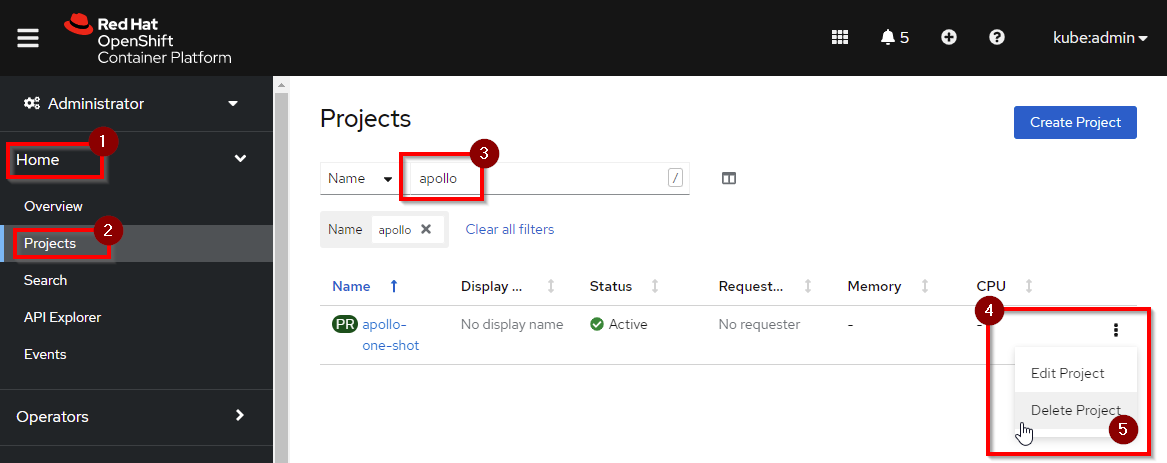 Red Hat
OpenShift
Container Platform
5
kube:admin
Administrator
1
Home
Overview
2
Projects
Search
API Explorer
Events
Operators
Projects
Create Project
3
Name
apollo
/
Name apollo
Clear all filters
Name Display ... Status Request... Memory CPU
PR apollo-
one-shot
No display name Active No requester - -
4
Edit Project
Delete Project
5